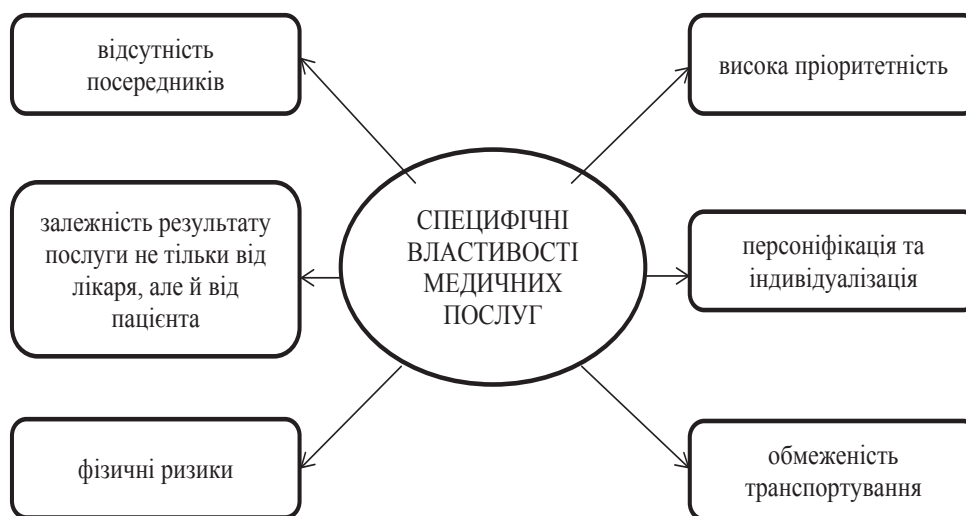 відсутність
посередників
висока пріоритетність
залежність результату
послуги не тільки від
лікаря, але й від
пацієнта
СПЕЦИФІЧНІ
ВЛАСТИВОСТІ
МЕДИЧНИХ
ПОСЛУГ
персоніфікація та
індивідуалізація
фізичні ризики
обмеженість
транспортування